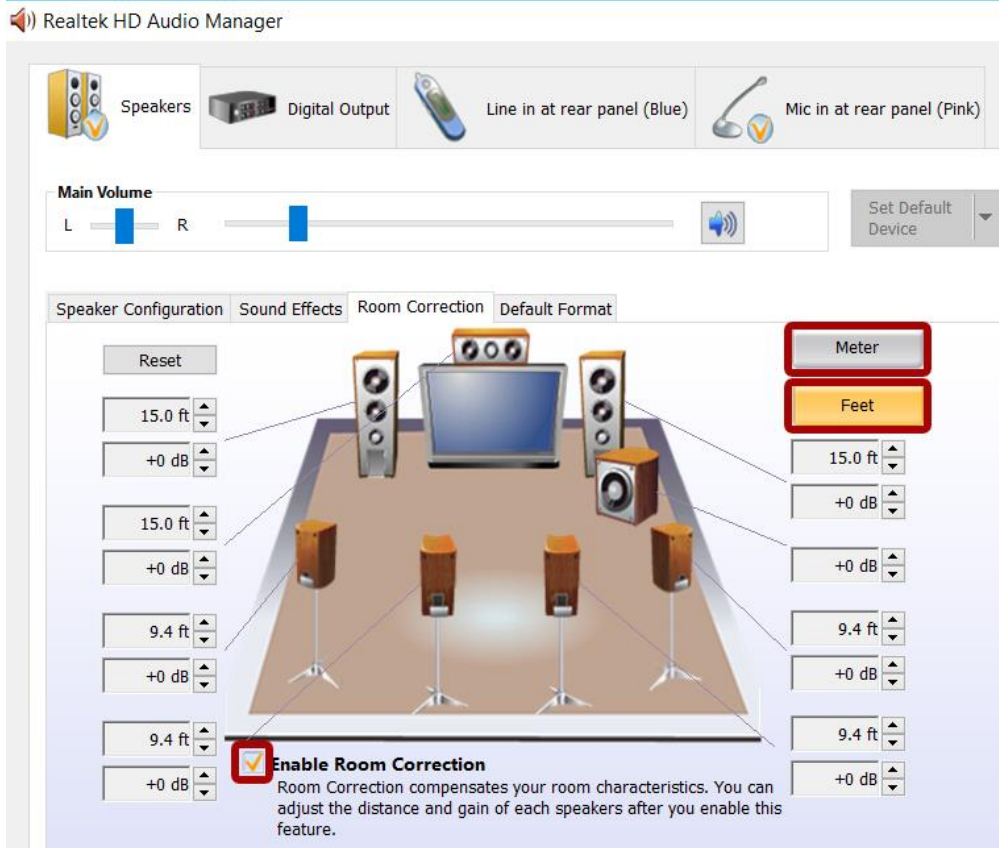 Realtek HD Audio Manager
Speakers
Digital Output
Line in at rear panel (Blue)
Mic in at rear panel (Pink)
Main Volume
L
R
Set Default
Device
Speaker Configuration
Sound Effects
Room Correction
Default Format
Reset
Meter
Feet
15.0 ft
+0 dB
15.0 ft
+0 dB
15.0 ft
+0 dB
+0 dB
9.4 ft
+0 dB
9.4 ft
+0 dB
9.4 ft
+0 dB
9.4 ft
+0 dB
Enable Room Correction
Room Correction compensates your room characteristics. You can
adjust the distance and gain of each speakers after you enable this
feature.